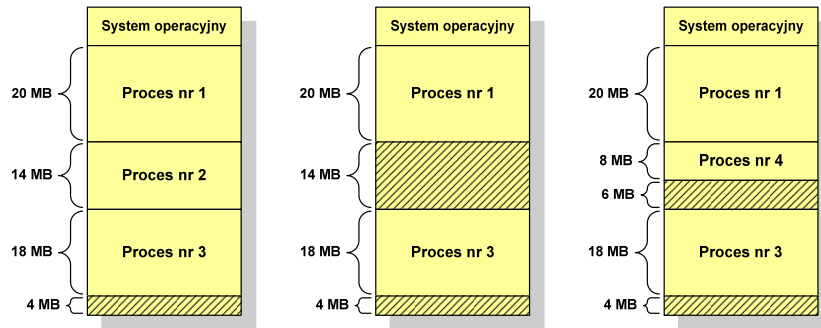 System operacyjny
20 MB
Proces nr 1
14 MB
Proces nr 2
18 MB
Proces nr 3
4 MB
System operacyjny
20 MB
Proces nr 1
14 MB
18 MB
Proces nr 3
4 MB
System operacyjny
20 MB
Proces nr 1
8 MB
Proces nr 4
6 MB
18 MB
Proces nr 3
4 MB